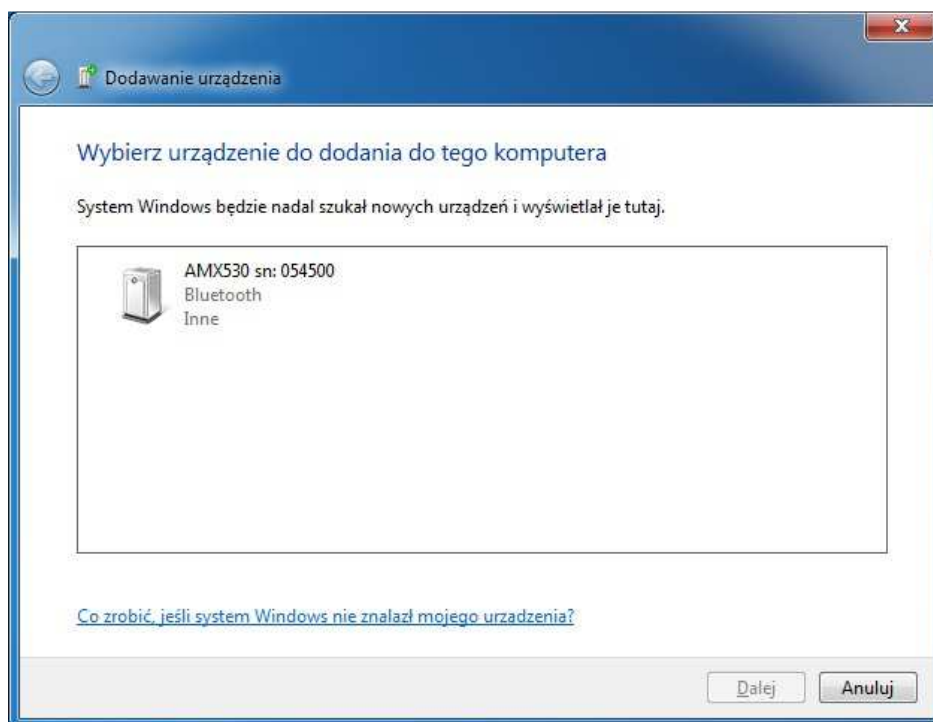 Dodawanie urządzenia
Wybierz urządzenie do dodania do tego komputera
System Windows będzie nadal szukał nowych urządzeń i wyświetlał je tutaj.
AMX530 sn: 054500
Bluetooth
Inne
Co zrobić, jeśli system Windows nie znalazł mojego urzadzenia?
Dalej
Anuluj